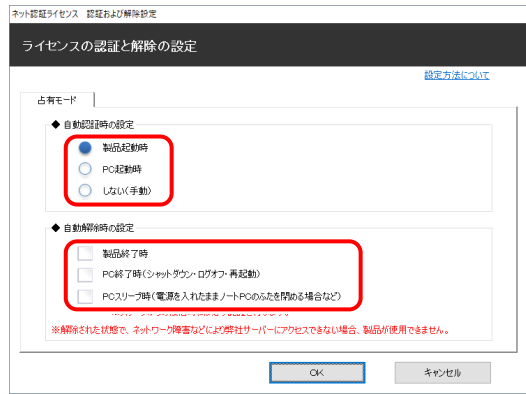 ネット認証ライセンス 認証および解除設定
ライセンスの認証と解除の設定
設定方法について
占有モード
◆ 自動認証時の設定
製品起動時
PC起動時
しない(手動)
◆ 自動解除時の設定
製品終了時
PC終了時(シャットダウン・ログオフ・再起動)
PCスリープ時(電源を入れたままノートPCのふたを閉める場合など)
※解除された状態で、ネットワーク障害などにより弊社サーバーにアクセスできない場合、製品が使用できません。
OK
キャンセル